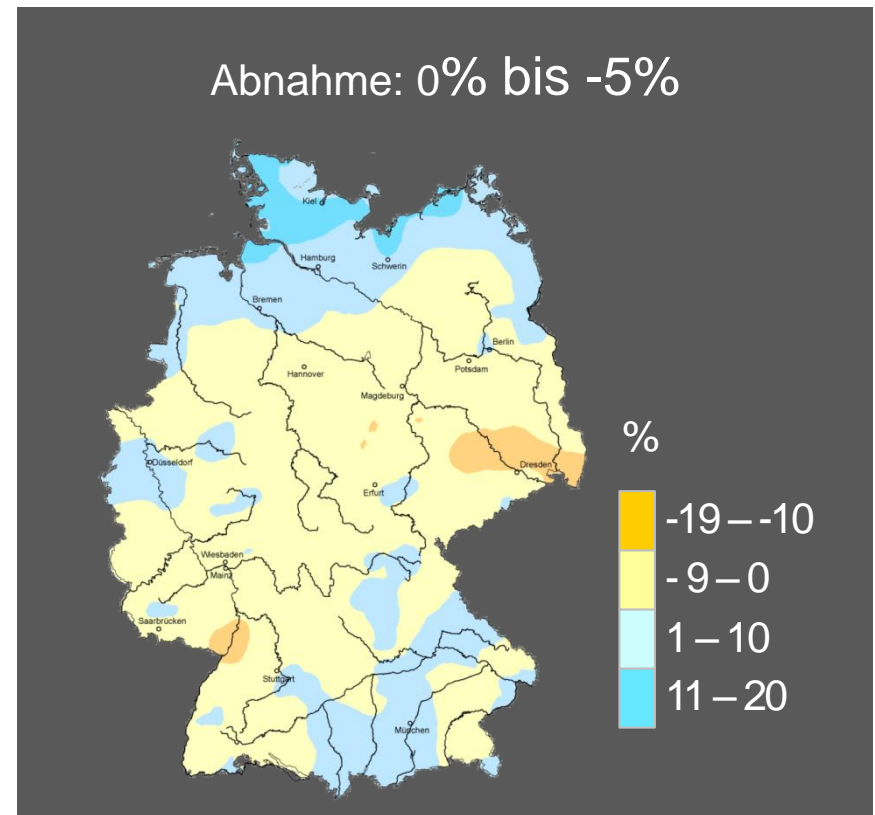 Abnahme: 0% bis -5%
Kiel
Hamburg
Schwerin
Bremen
Berlin
Potsdam
Hannover
Magdeburg
Düsseldorf
Dresden
Erfurt
Wiesbaden
Mainz
Saarbrücken
Stuttgart
München
%
-19 – -10
- 9 – 0
1 – 10
11 – 20